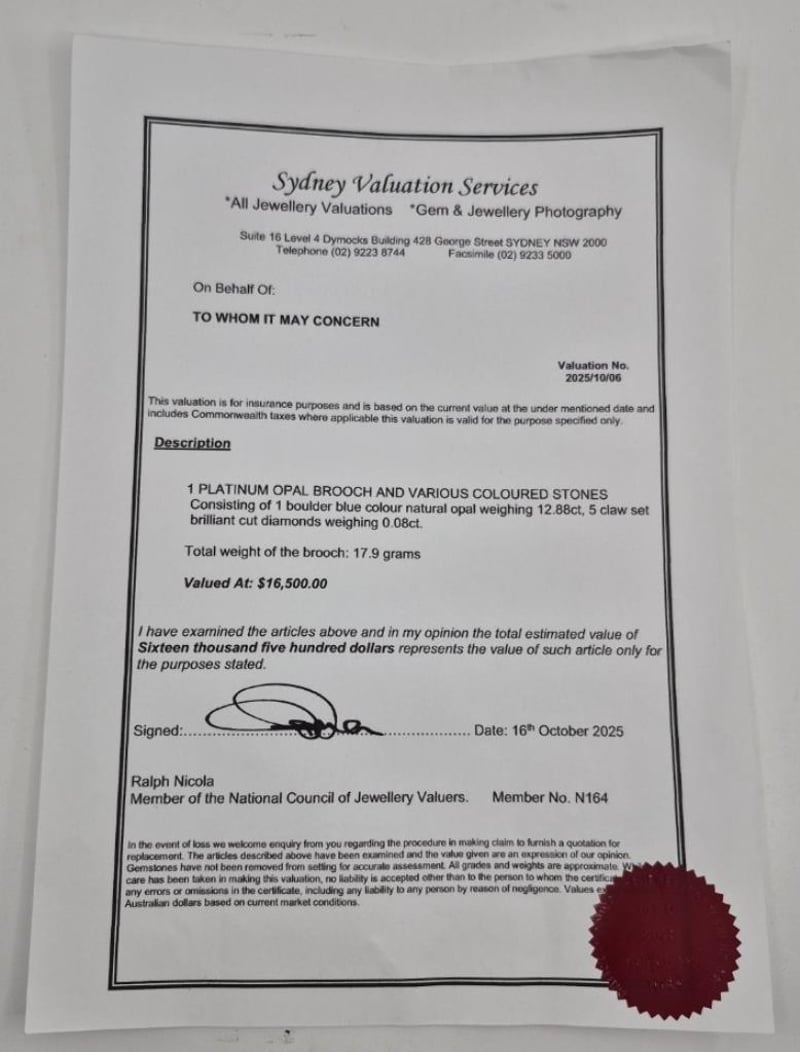 Sydney Valuation Services
*All Jewellery Valuations *Gem & Jewellery Photography
Suite 16 Level 4 Dymocks Building 428 George Street SYDNEY NSW 2000
Telephone (02) 9223 8744 Facsimile (02) 9233 5000
On Behalf Of:
TO WHOM IT MAY CONCERN
Valuation No.
2025/10/06
This valuation is for insurance purposes and is based on the current value at the under mentioned date and
includes Commonwealth taxes where applicable this valuation is valid for the purpose specified only.
Description
1 PLATINUM OPAL BROOCH AND VARIOUS COLOURED STONES
Consisting of 1 boulder blue colour natural opal weighing 12.88ct, 5 claw set
brilliant cut diamonds weighing 0.08ct.
Total weight of the brooch: 17.9 grams
Valued At: $16,500.00
I have examined the articles above and in my opinion the total estimated value of
Sixteen thousand five hundred dollars represents the value of such article only for
the purposes stated.
Signed:.......................................................... Date: 16th October 2025
Ralph Nicola
Member of the National Council of Jewellery Valuers. Member No. N164
In the event of loss we welcome enquiry from you regarding the procedure in making claim to furnish a quotation for
replacement. The articles described above have been examined and the value given are an expression of our opinion.
Gemstones have not been removed from setting for accurate assessment. All grades and weights are approximate.
care has been taken in making this valuation, no liability is accepted other than to the person to whom the
any errors or omissions in the certificate, including any liability to any person by reason of negligence. Values
Australian dollars based on current market conditions.